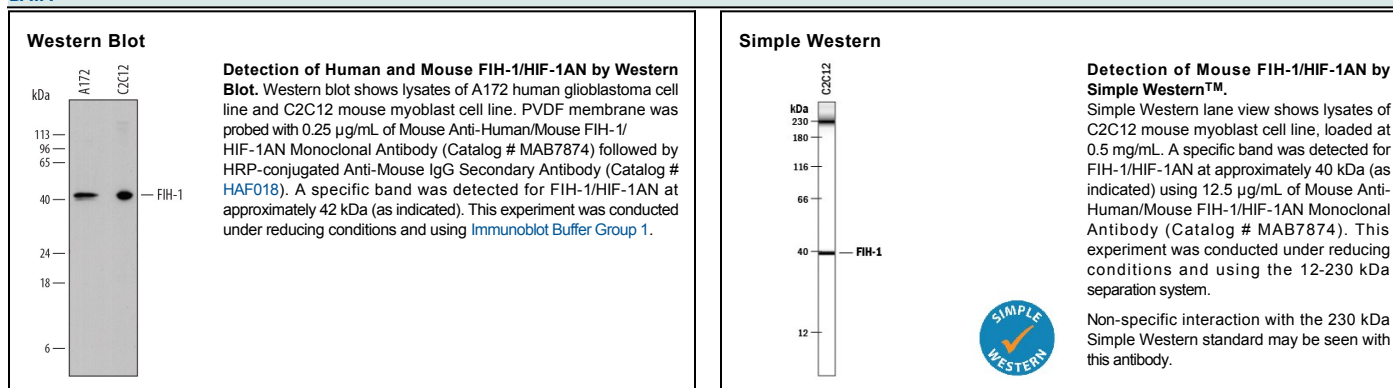 Western Blot
A172
C2C12
kDa
113
96
65
40
24
18
6
FIH-1
Detection of Human and Mouse FIH-1/HIF-1AN by Western
Blot. Western blot shows lysates of A172 human glioblastoma cell
line and C2C12 mouse myoblast cell line. PVDF membrane was
probed with 0.25 µg/mL of Mouse Anti-Human/Mouse FIH-1/
HIF-1AN Monoclonal Antibody (Catalog # MAB7874) followed by
HRP-conjugated Anti-Mouse IgG Secondary Antibody (Catalog #
HAF018). A specific band was detected for FIH-1/HIF-1AN at
approximately 42 kDa (as indicated). This experiment was conducted
under reducing conditions and using Immunoblot Buffer Group 1.
Simple Western
C2C12
kDa
230
180
116
66
40
12
FIH-1
SIMPLE
WESTERN
Detection of Mouse FIH-1/HIF-1AN by
Simple WesternTM.
Simple Western lane view shows lysates of
C2C12 mouse myoblast cell line, loaded at
0.5 mg/mL. A specific band was detected for
FIH-1/HIF-1AN at approximately 40 kDa (as
indicated) using 12.5 µg/mL of Mouse Anti-
Human/Mouse FIH-1/HIF-1AN Monoclonal
Antibody (Catalog # MAB7874). This
experiment was conducted under reducing
conditions and using the 12-230 kDa
separation system.
Non-specific interaction with the 230 kDa
Simple Western standard may be seen with
this antibody.